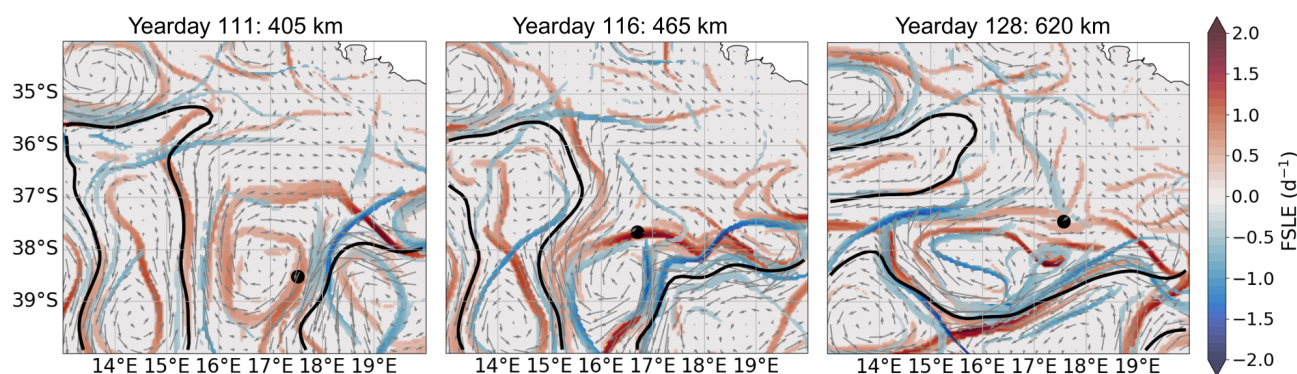 Yearday 111: 405 km
Yearday 116: 465 km
Yearday 128: 620 km
35°S
36°S
37°S
38°S
39°S
14°E 15°E 16°E 17°E 18°E 19°E
14°E 15°E 16°E 17°E 18°E 19°E
14°E 15°E 16°E 17°E 18°E 19°E
2.0
1.5
1.0
0.5
0.0
−0.5
−1.0
−1.5
−2.0
FSLE (d⁻¹)